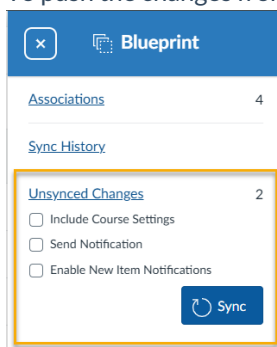 To push the changes fro
× Blueprint
Associations 4
Sync History
Unsynced Changes 2
Include Course Settings
Send Notification
Enable New Item Notifications
Sync